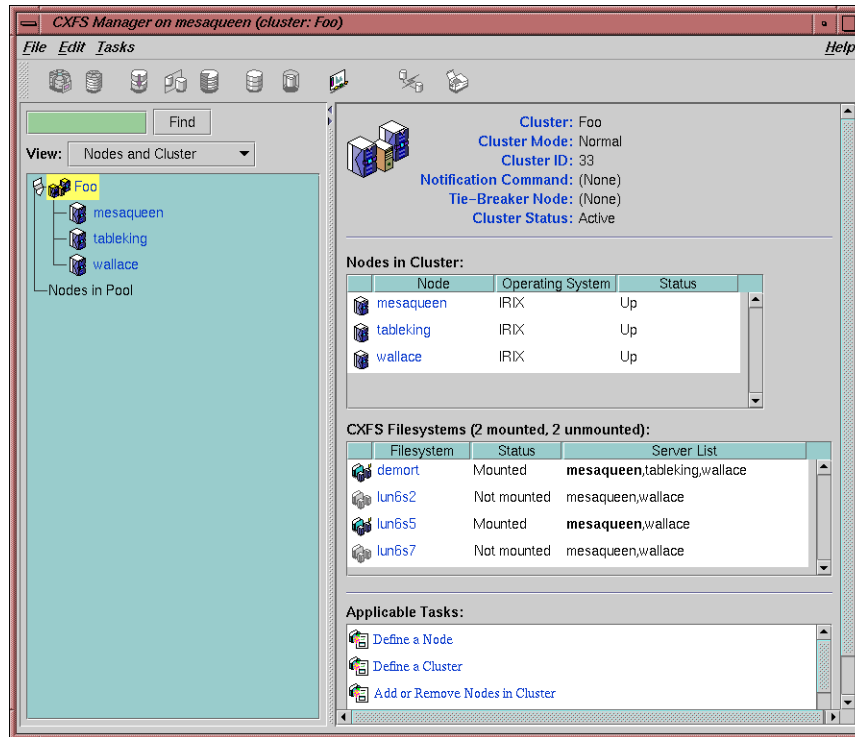 CXFS Manager on mesaqueen (cluster: Foo)
File Edit Tasks Help
Find
View: Nodes and Cluster
Foo
mesaqueen
tableking
wallace
Nodes in Pool
Cluster: Foo
Cluster Mode: Normal
Cluster ID: 33
Notification Command: (None)
Tie-Breaker Node: (None)
Cluster Status: Active
Nodes in Cluster:
Node Operating System Status
mesaqueen IRIX Up
tableking IRIX Up
wallace IRIX Up
CXFS Filesystems (2 mounted, 2 unmounted):
Filesystem Status Server List
demort Mounted mesaqueen,tableking,wallace
lun6s2 Not mounted mesaqueen,wallace
lun6s5 Mounted mesaqueen,wallace
lun6s7 Not mounted mesaqueen,wallace
Applicable Tasks:
Define a Node
Define a Cluster
Add or Remove Nodes in Cluster